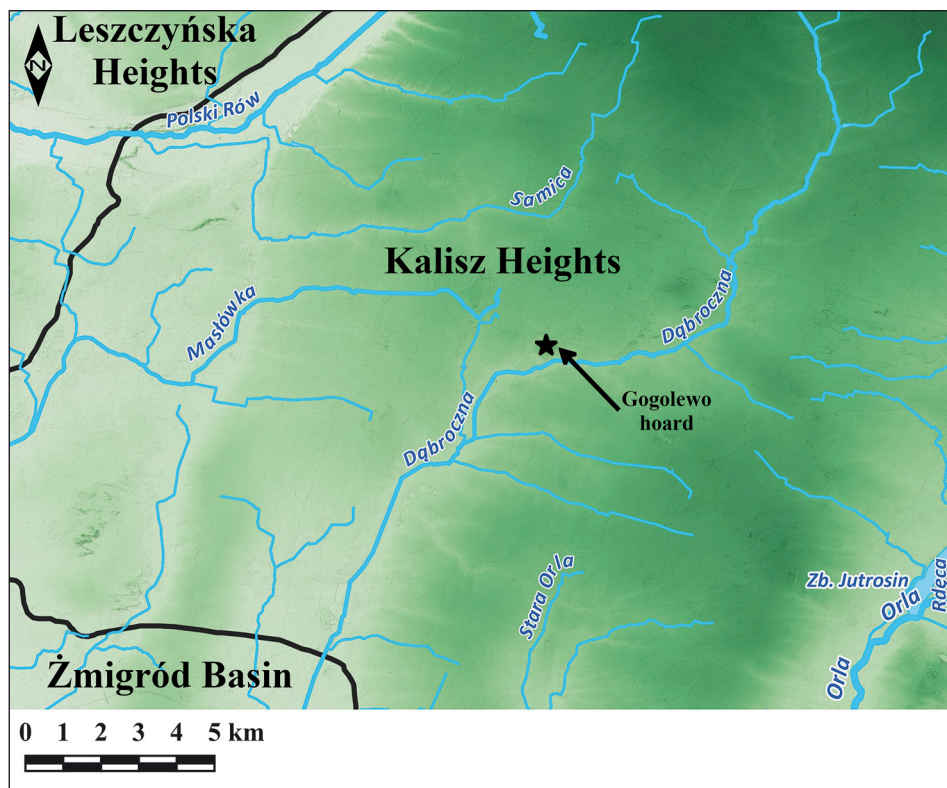 Leszczyńska
Heights
N
Polski Rów
Samica
Kalisz Heights
Dąbroczna
Masłówka
Gogolewo
hoard
Dąbroczna
Stara Orla
Zb. Jutrosin
Orla
Rdęca
Orla
Żmigród Basin
0 1 2 3 4 5 km